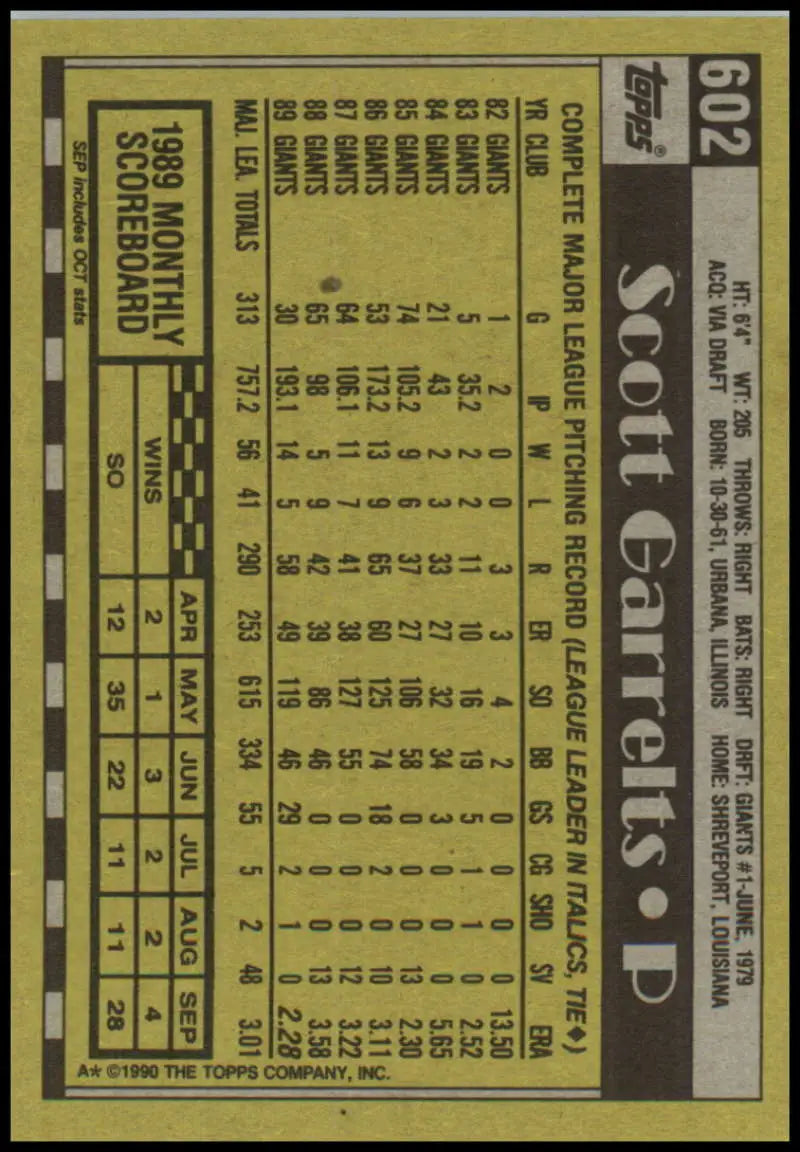 602
HT: 6'4" WT: 205 THROWS: RIGHT BATS: RIGHT DRFT: GIANTS #1-JUNE, 1979
ACQ: VIA DRAFT BORN: 10-30-61, URBANA, ILLINOIS HOME: SHREVEPORT, LOUISIANA
TOPPS®
Scott Garrelts • P
COMPLETE MAJOR LEAGUE PITCHING RECORD (LEAGUE LEADER IN ITALICS, TIE♦)
YR CLUB G IP W L R ER SO BB GS CG SHO SV ERA
82 GIANTS 1 2 0 0 3 3 4 2 0 0 0 0 13.50
83 GIANTS 5 35.2 2 2 11 10 16 19 5 1 1 0 2.52
84 GIANTS 21 43 2 3 33 27 32 34 3 0 0 0 5.65
85 GIANTS 74 105.2 9 6 37 27 106 58 0 0 0 13 2.30
86 GIANTS 53 173.2 13 9 65 60 125 74 18 2 0 10 3.11
87 GIANTS 64 106.1 11 7 41 38 127 55 0 0 0 12 3.22
88 GIANTS 65 98 5 9 42 39 86 46 0 0 0 13 3.58
89 GIANTS 30 193.1 14 5 58 49 119 46 29 2 1 0 2.28
MAJ. LEA. TOTALS 313 757.2 56 41 290 253 615 334 55 5 2 48 3.01
1989 MONTHLY
SCOREBOARD
APR MAY JUN JUL AUG SEP
WINS 2 1 3 2 2 4
SO 12 35 22 11 11 28
SEP includes OCT stats
A* ©1990 THE TOPPS COMPANY, INC.